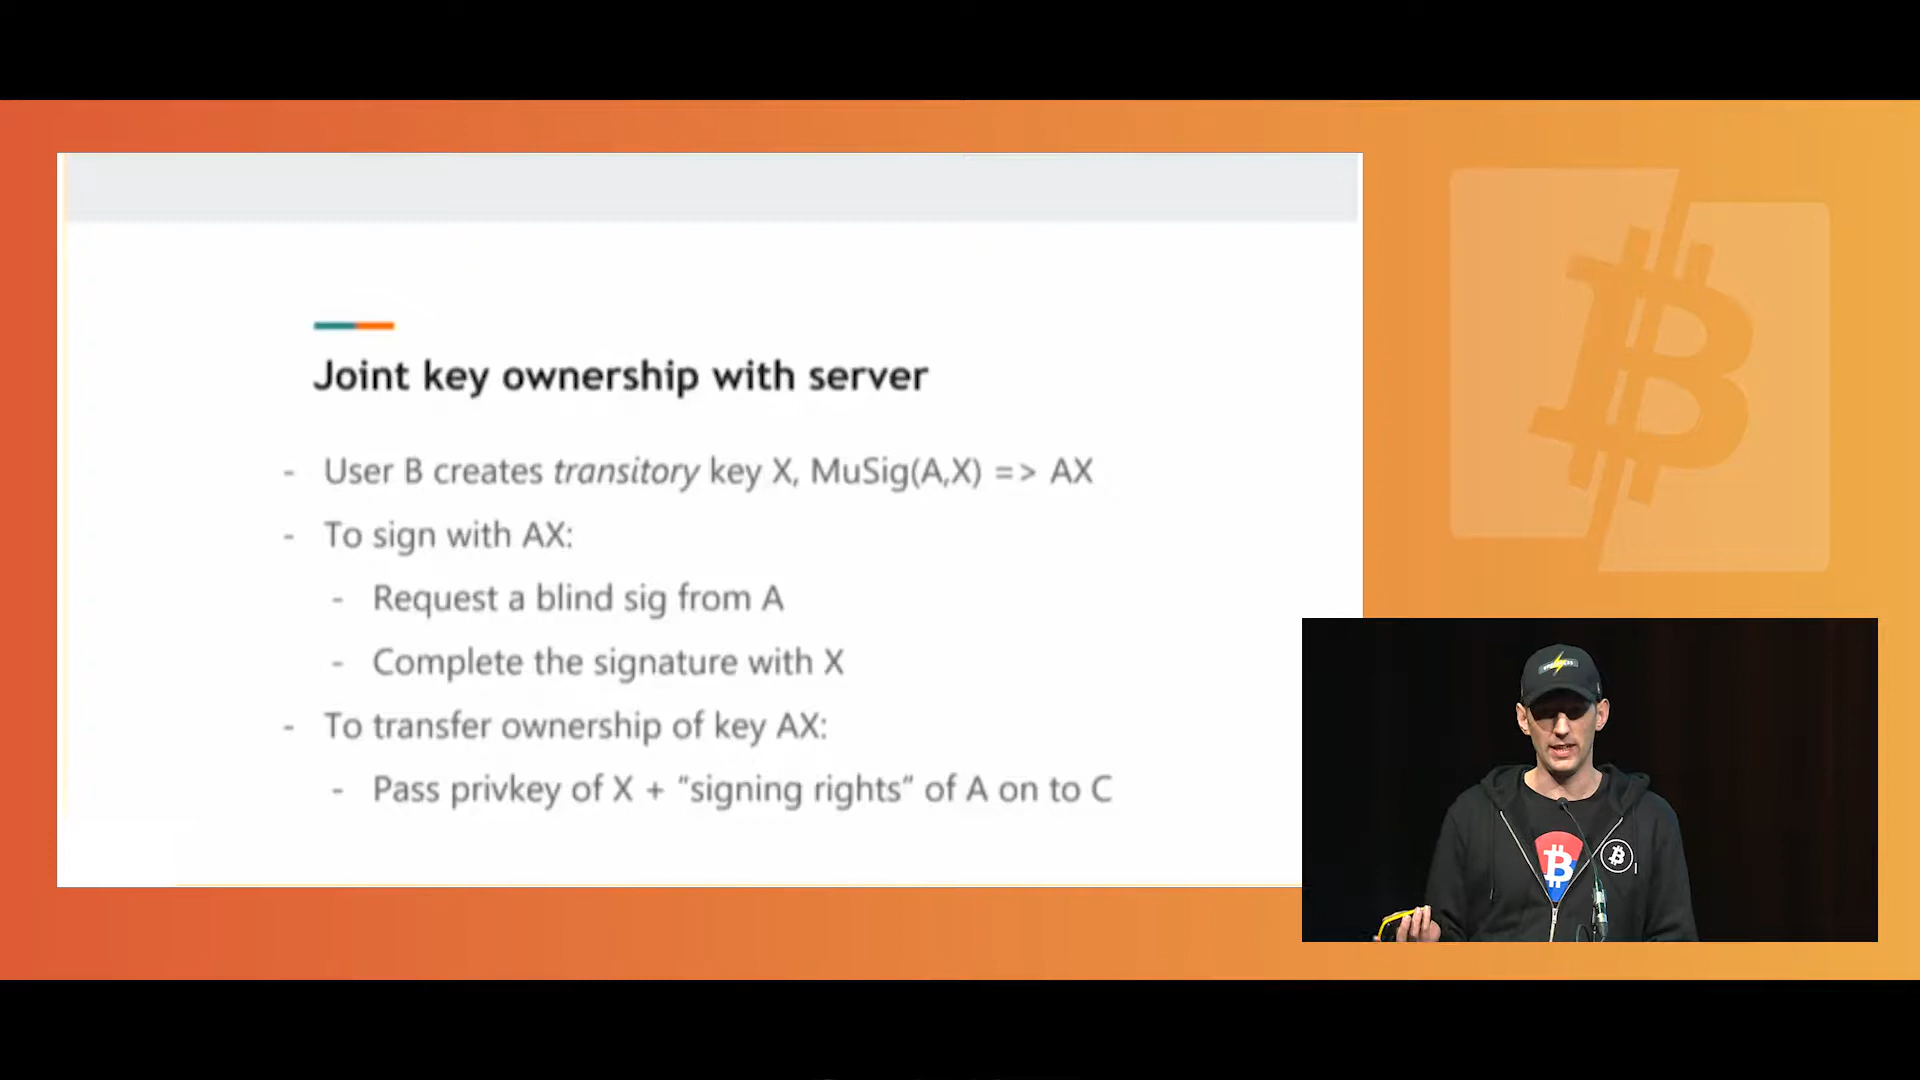 Joint key ownership with server
- User B creates transitory key X, MuSig(A,X) => AX
- To sign with AX:
- Request a blind sig from A
- Complete the signature with X
- To transfer ownership of key AX:
- Pass privkey of X + "signing rights" of A on to C